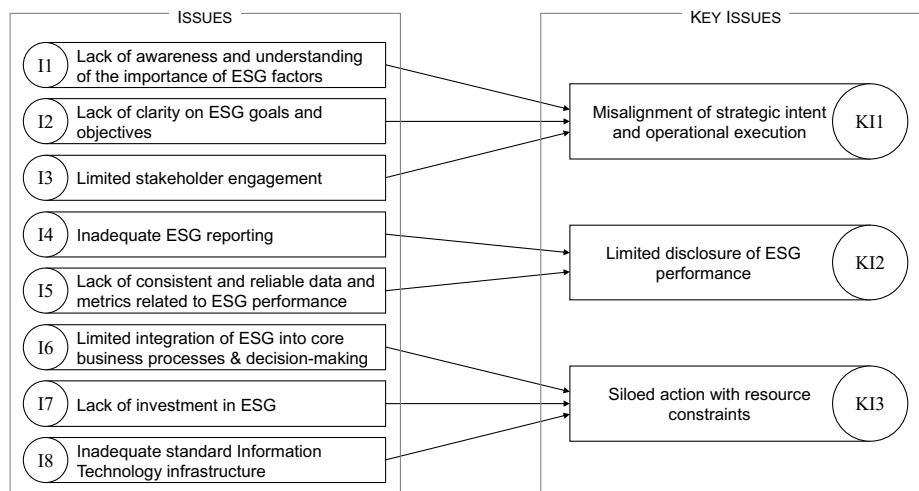 ISSUES
I1
Lack of awareness and understanding
of the importance of ESG factors
I2
Lack of clarity on ESG goals and
objectives
I3
Limited stakeholder engagement
I4
Inadequate ESG reporting
I5
Lack of consistent and reliable data and
metrics related to ESG performance
I6
Limited integration of ESG into core
business processes & decision-making
I7
Lack of investment in ESG
I8
Inadequate standard Information
Technology infrastructure
KEY ISSUES
Misalignment of strategic intent
and operational execution
KI1
Limited disclosure of ESG
performance
KI2
Siloed action with resource
constraints
KI3